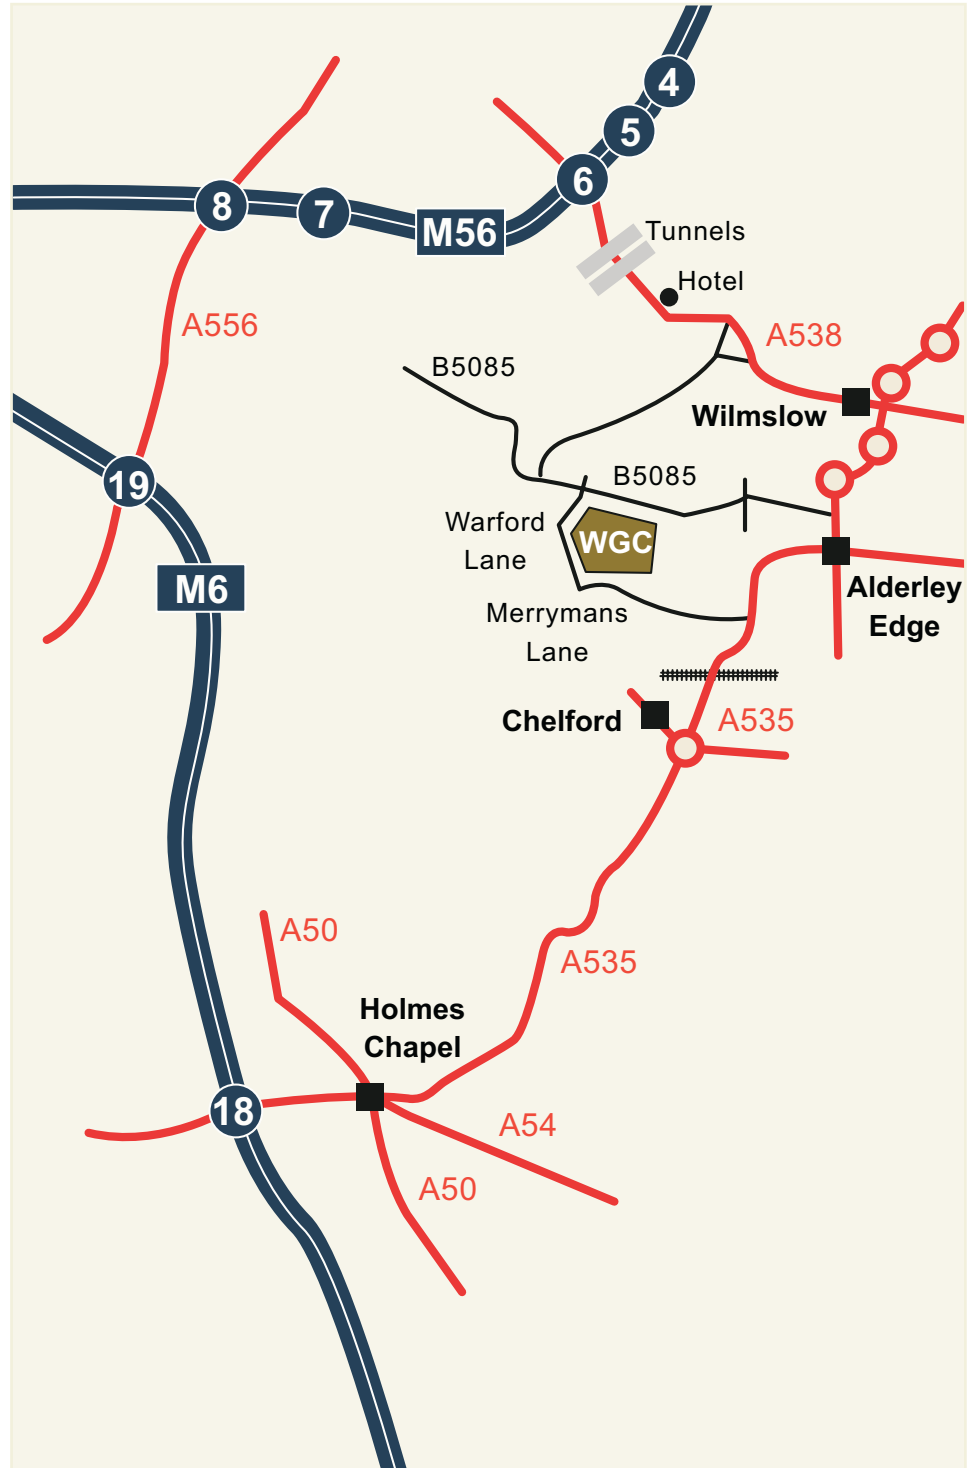 4
5
6
8
7
M56
Tunnels
Hotel
A556
A538
B5085
Wilmslow
B5085
19
Warford
Lane
WGC
M6
Alderley
Edge
Merrymans
Lane
Chelford
A535
A50
A535
Holmes
Chapel
18
A54
A50